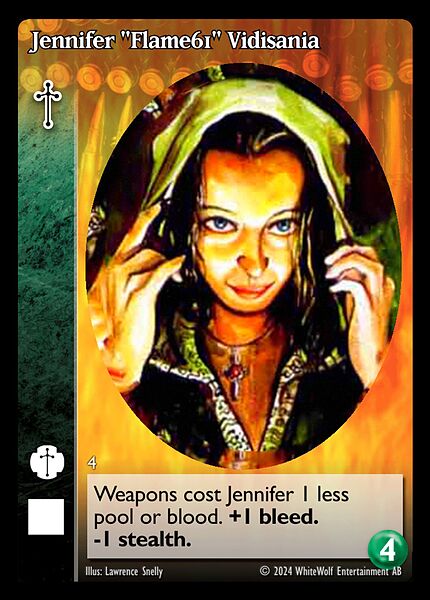 Jennifer "Flame61" Vidisania
4
Weapons cost Jennifer 1 less
pool or blood. +1 bleed.
-1 stealth.
4
Illus: Lawrence Snelly
© 2024 WhiteWolf Entertainment AB